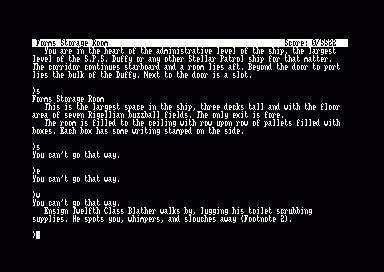 Forms Storage Room Score: 0/5522
You are in the heart of the administrative level of the ship, the largest
level of the S.P.S. Duffy or any other Stellar Patrol ship for that matter.
The corridor continues starboard and a room lies aft. Beyond the door to port
lies the bulk of the Duffy. Next to the door is a slot.
>s
Forms Storage Room
This is the largest space in the ship, three decks tall and with the floor
area of seven Rigellian buzzball fields. The only exit is fore.
The room is filled to the ceiling with row upon row of pallets filled with
boxes. Each box has some writing stamped on the side.
>s
You can't go that way.
>e
You can't go that way.
>w
You can't go that way.
Ensign Twelfth Class Blather walks by, lugging his toilet scrubbing
supplies. He spots you, whimpers, and slouches away (Footnote 2).
>